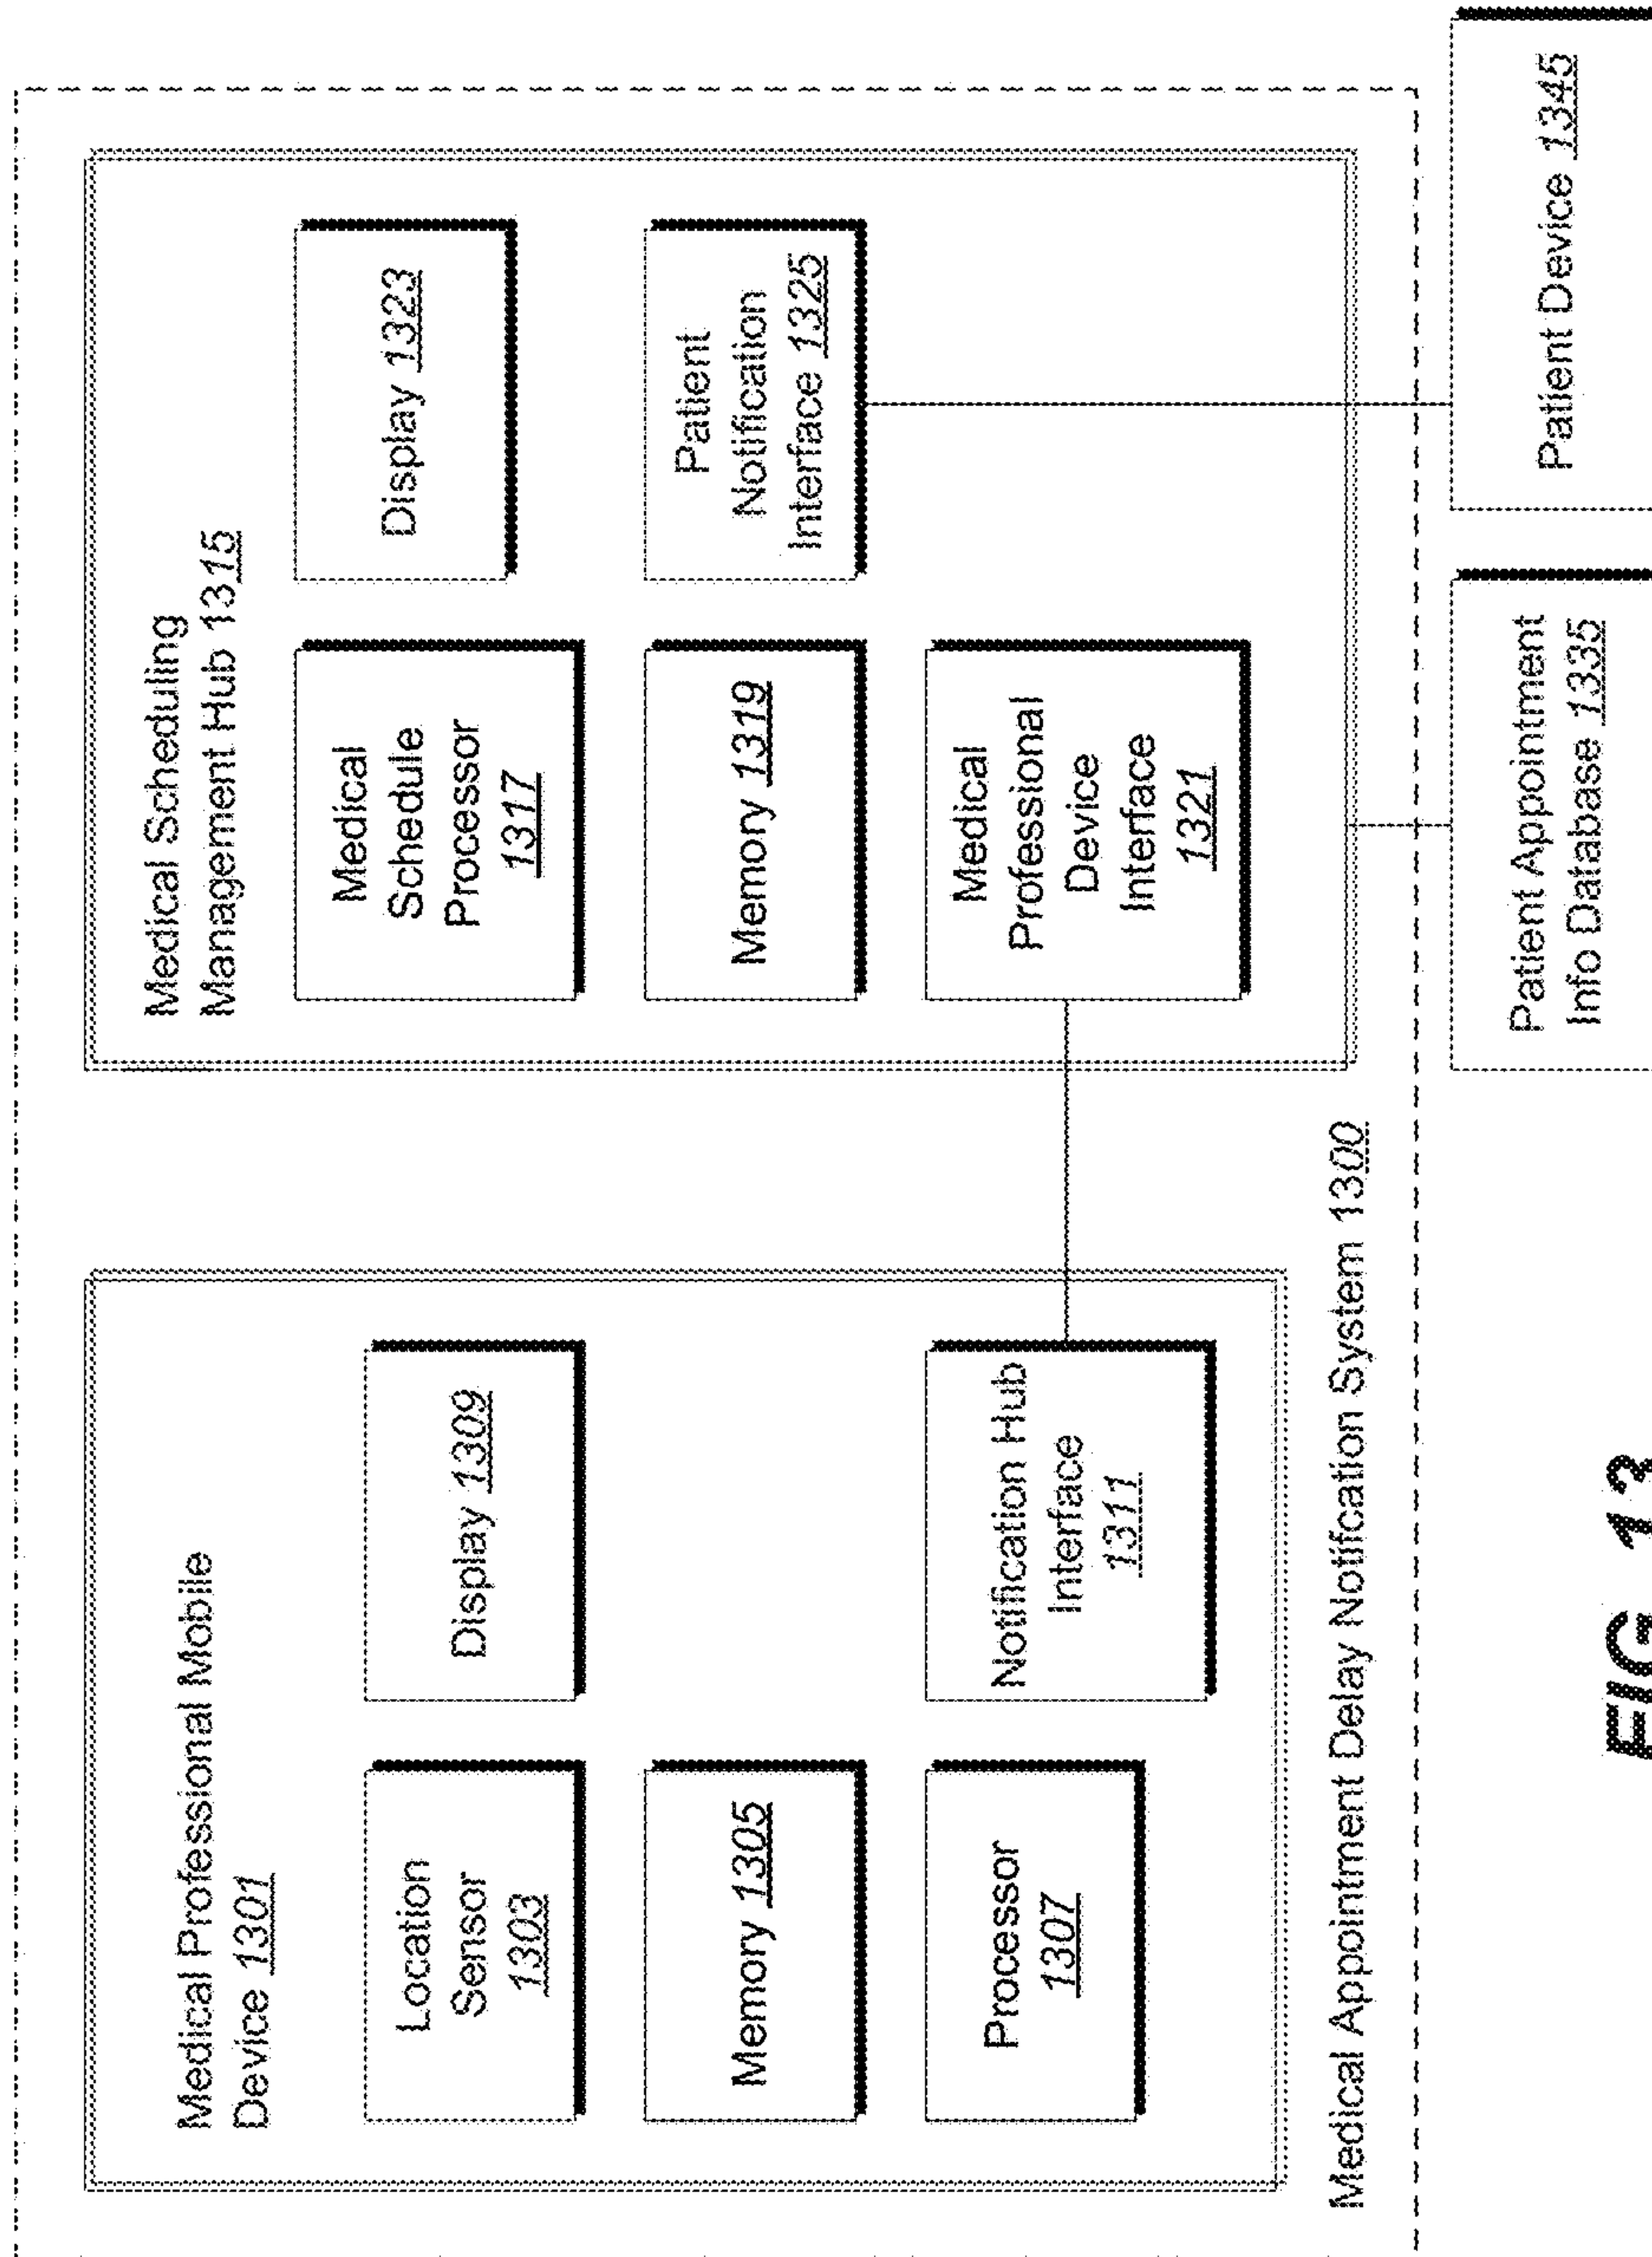 Medical Professional Mobile
Device 1301
Location
Sensor
1303
Display 1309
Memory 1305
Processor
1307
Notification Hub
Interface
1311
Medical Scheduling
Management Hub 1315
Medical
Schedule
Processor
1317
Display 1323
Memory 1319
Patient
Notification
Interface 1325
Medical
Professional
Device
Interface
1321
Medical Appointment Delay Notifcation System 1300
Patient Appointment
Info Database 1335
Patient Device 1345
FIG 13